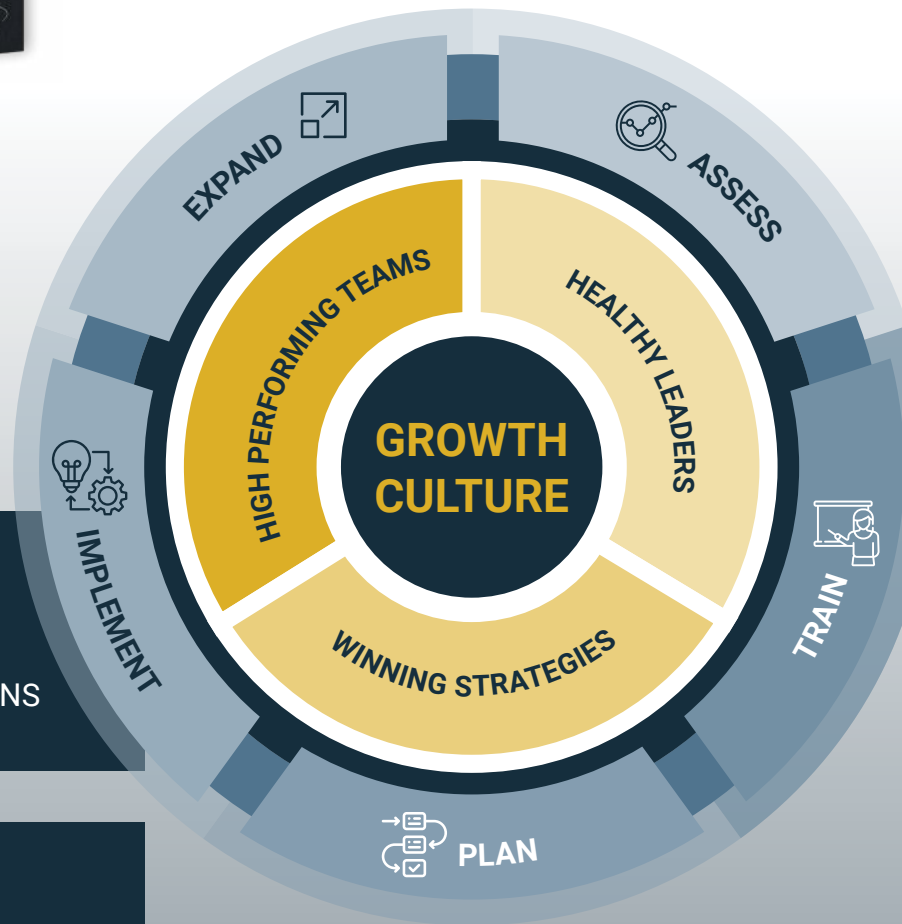 EXPAND
ASSESS
HIGH PERFORMING TEAMS
HEALTHY LEADERS
GROWTH
CULTURE
IMPLEMENT
TRAIN
WINNING STRATEGIES
NS
PLAN